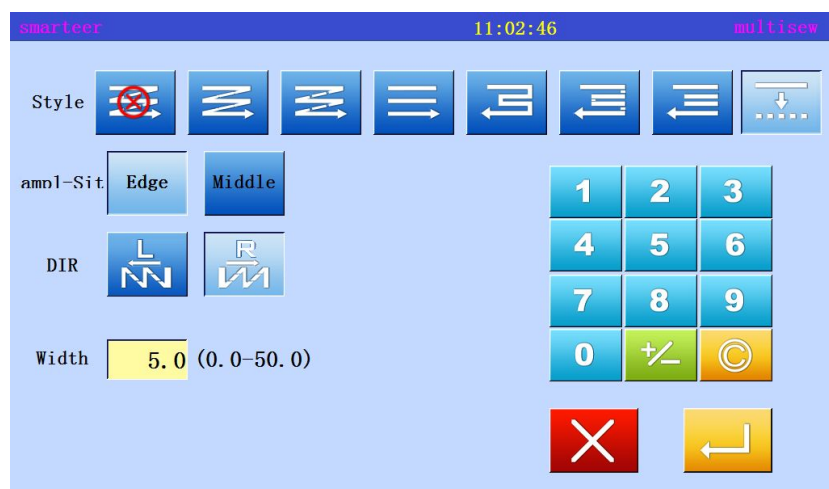 smarteer 11:02:46 multisew
Style
ampl-Sit Edge Middle
DIR L R
Width 5.0 (0.0-50.0)
1 2 3
4 5 6
7 8 9
0 +/- ©